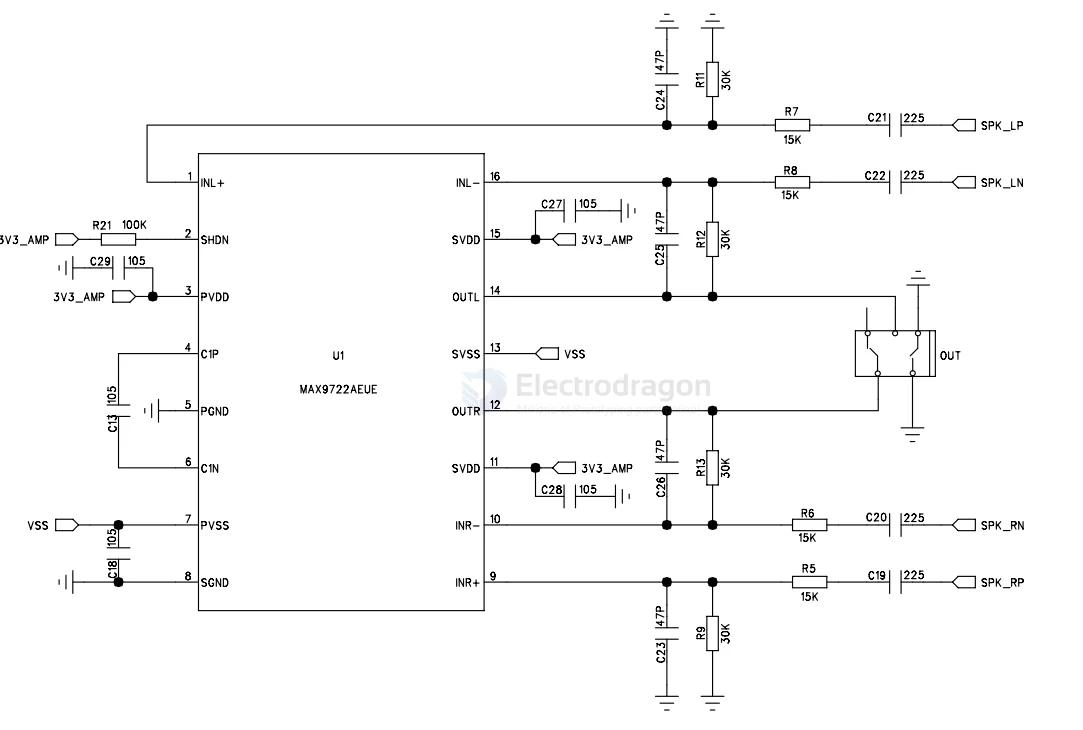 47P
C24
R11
30K
R7
15K
C21
225
SPK_LP
1
INL+
INL-
16
R8
15K
C22
225
SPK_LN
3V3_AMP
R21
100K
2
SHDN
C27
105
SVDD
15
3V3_AMP
47P
C25
R12
30K
C29
105
3V3_AMP
3
PVDD
OUTL
14
4
C1P
U1
SVSS
13
VSS
OUT
MAX9722AEUE
Electrodragon
105
C13
5
PGND
OUTR
12
6
C1N
SVDD
11
3V3_AMP
C28
105
47P
C26
R13
30K
VSS
7
PVSS
INR-
10
R6
15K
C20
225
SPK_RN
105
C18
8
SGND
INR+
9
R5
15K
C19
225
SPK_RP
47P
C23
R9
30K